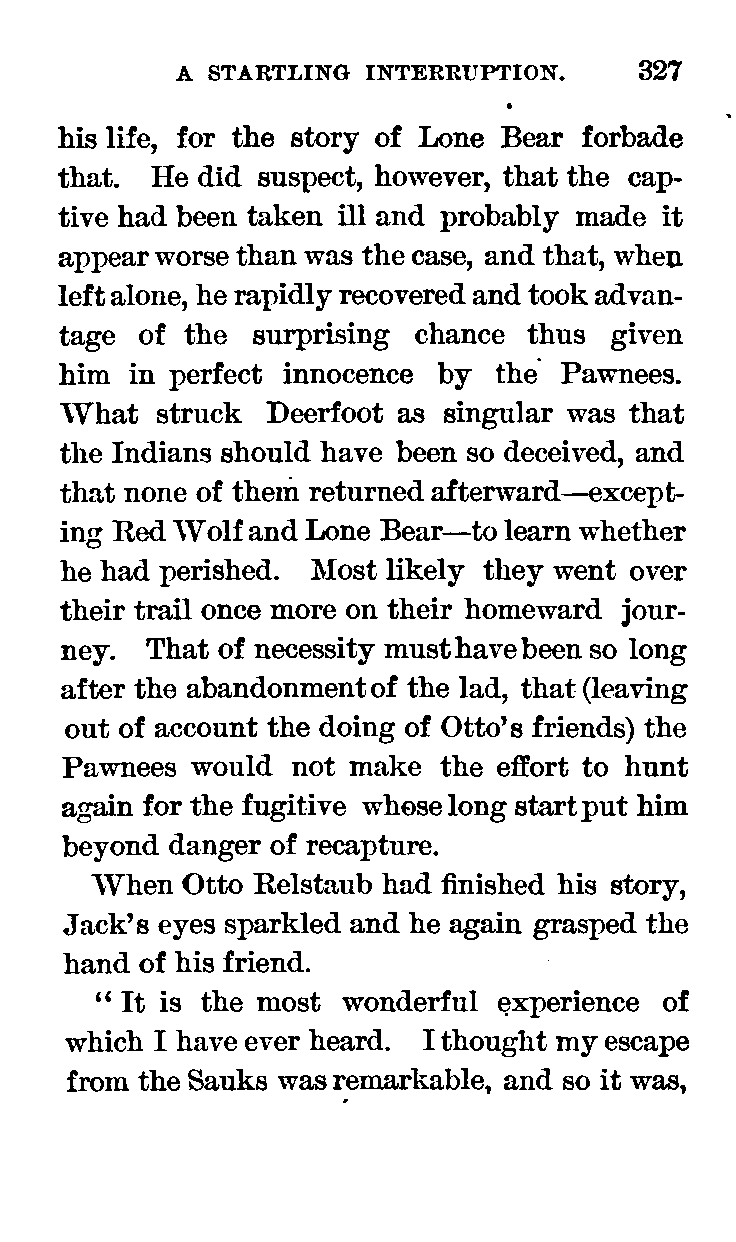 A STARTLING INTERRUPTION. 327
his life, for the story of Lone Bear forbade
that. He did suspect, however, that the cap-
tive had been taken ill and probably made it
appear worse than was the case, and that, when
left alone, he rapidly recovered and took advan-
tage of the surprising chance thus given
him in perfect innocence by the Pawnees.
What struck Deerfoot as singular was that
the Indians should have been so deceived, and
that none of them returned afterward—except-
ing Red Wolf and Lone Bear—to learn whether
he had perished. Most likely they went over
their trail once more on their homeward jour-
ney. That of necessity must have been so long
after the abandonment of the lad, that (leaving
out of account the doing of Otto's friends) the
Pawnees would not make the effort to hunt
again for the fugitive whose long start put him
beyond danger of recapture.
When Otto Relstaub had finished his story,
Jack's eyes sparkled and he again grasped the
hand of his friend.
"It is the most wonderful experience of
which I have ever heard. I thought my escape
from the Sauks was remarkable, and so it was,